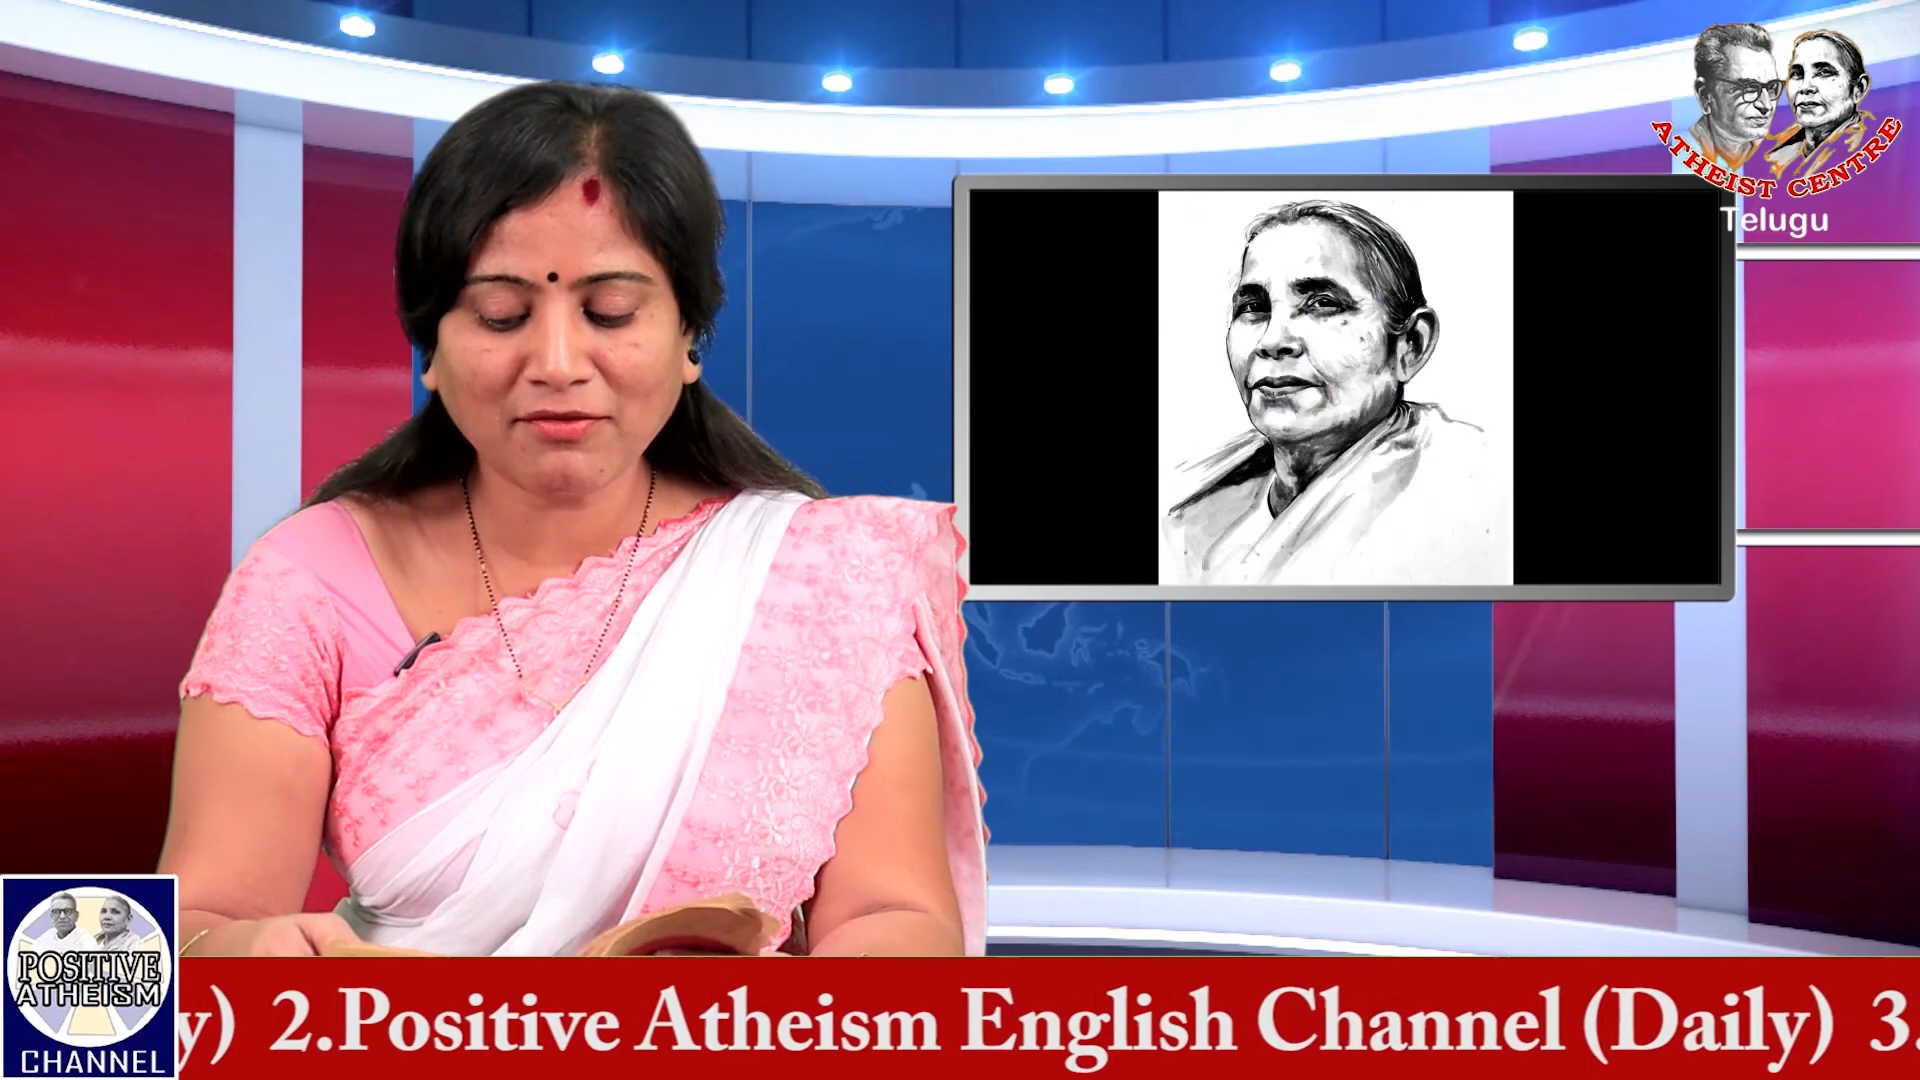 ATHEIST CENTRE
Telugu
POSITIVE
ATHEISM
CHANNEL
y) 2.Positive Atheism English Channel (Daily) 3.